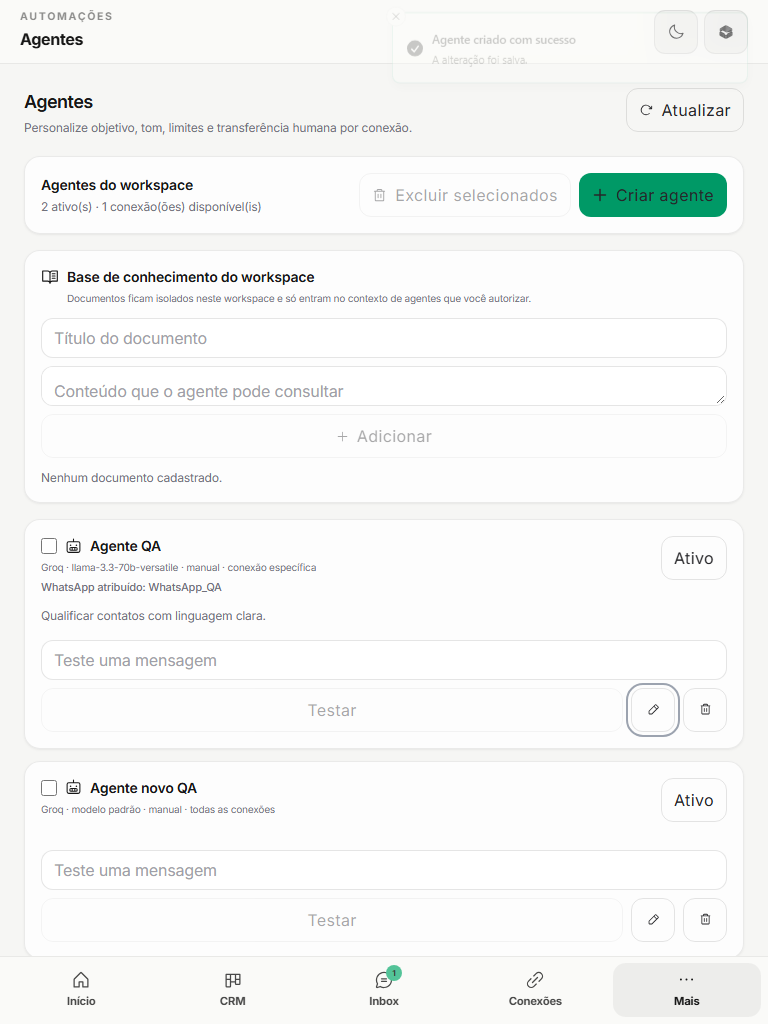 AUTOMAÇÕES
Agentes
Agente criado com sucesso
A alteração foi salva.
Agentes
Personalize objetivo, tom, limites e transferência humana por conexão.
Atualizar
Agentes do workspace
2 ativo(s) · 1 conexão(ões) disponível(is)
Excluir selecionados
Criar agente
Base de conhecimento do workspace
Documentos ficam isolados neste workspace e só entram no contexto de agentes que você autorizar.
Título do documento
Conteúdo que o agente pode consultar
Adicionar
Nenhum documento cadastrado.
Agente QA
Groq · llama-3.3-70b-versatile · manual · conexão específica
WhatsApp atribuído: WhatsApp_QA
Ativo
Qualificar contatos com linguagem clara.
Teste uma mensagem
Testar
Agente novo QA
Groq · modelo padrão · manual · todas as conexões
Ativo
Teste uma mensagem
Testar
Início
CRM
1
Inbox
Conexões
Mais